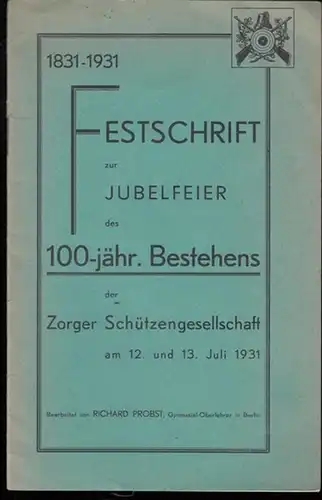 1831-1931
FESTSCHRIFT
zur
JUBELFEIER
des
100-jähr. Bestehens
der
Zorger Schützengesellschaft
am 12. und 13. Juli 1931
Bearbeitet von RICHARD PROBST, Gymnasial-Oberlehrer in Berlin